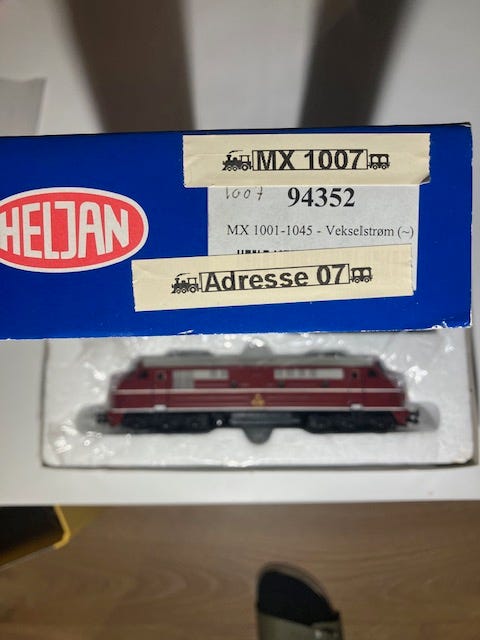 MX 1007
1007 94352
HELJAN
MX 1001-1045 - Vekselstrøm (~)
Adresse 07